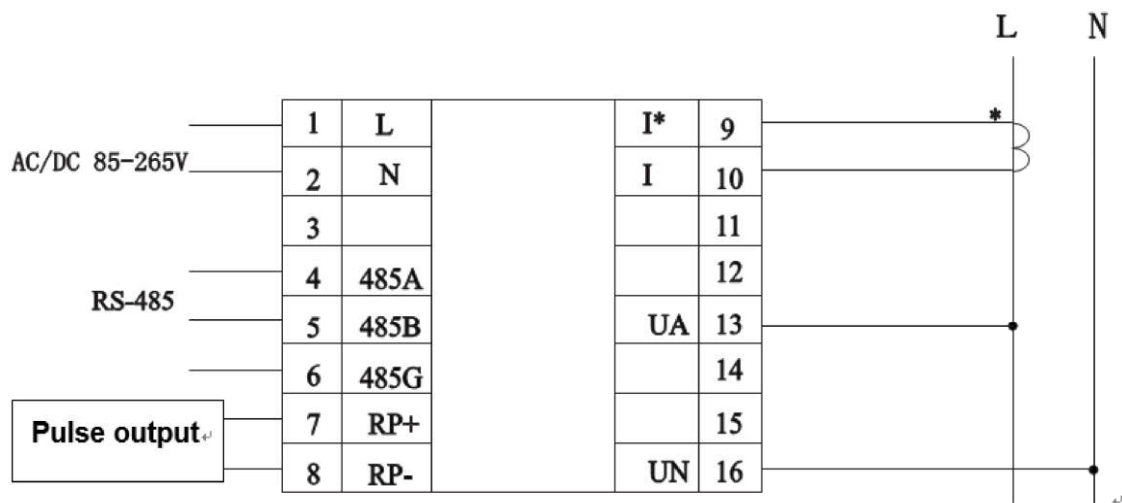 L N
1 L I* 9 *
AC/DC 85-265V 2 N I 10
3 11
4 485A 12
RS-485 5 485B UA 13
6 485G 14
Pulse output↵ 7 RP+ 15
8 RP- UN 16
↵